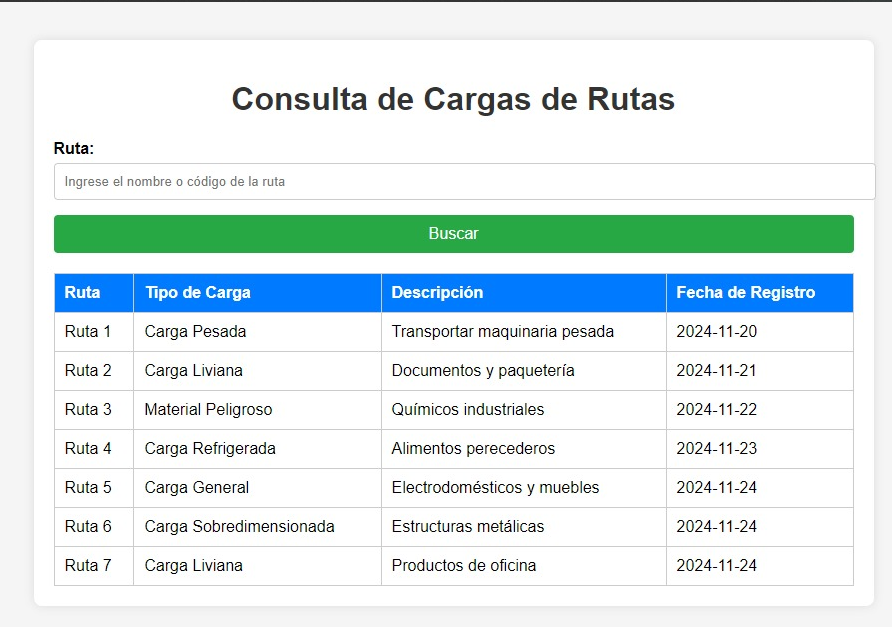 Consulta de Cargas de Rutas
Ruta:
Ingrese el nombre o código de la ruta
Buscar
Ruta Tipo de Carga Descripción Fecha de Registro
Ruta 1 Carga Pesada Transportar maquinaria pesada 2024-11-20
Ruta 2 Carga Liviana Documentos y paquetería 2024-11-21
Ruta 3 Material Peligroso Químicos industriales 2024-11-22
Ruta 4 Carga Refrigerada Alimentos perecederos 2024-11-23
Ruta 5 Carga General Electrodomésticos y muebles 2024-11-24
Ruta 6 Carga Sobredimensionada Estructuras metálicas 2024-11-24
Ruta 7 Carga Liviana Productos de oficina 2024-11-24